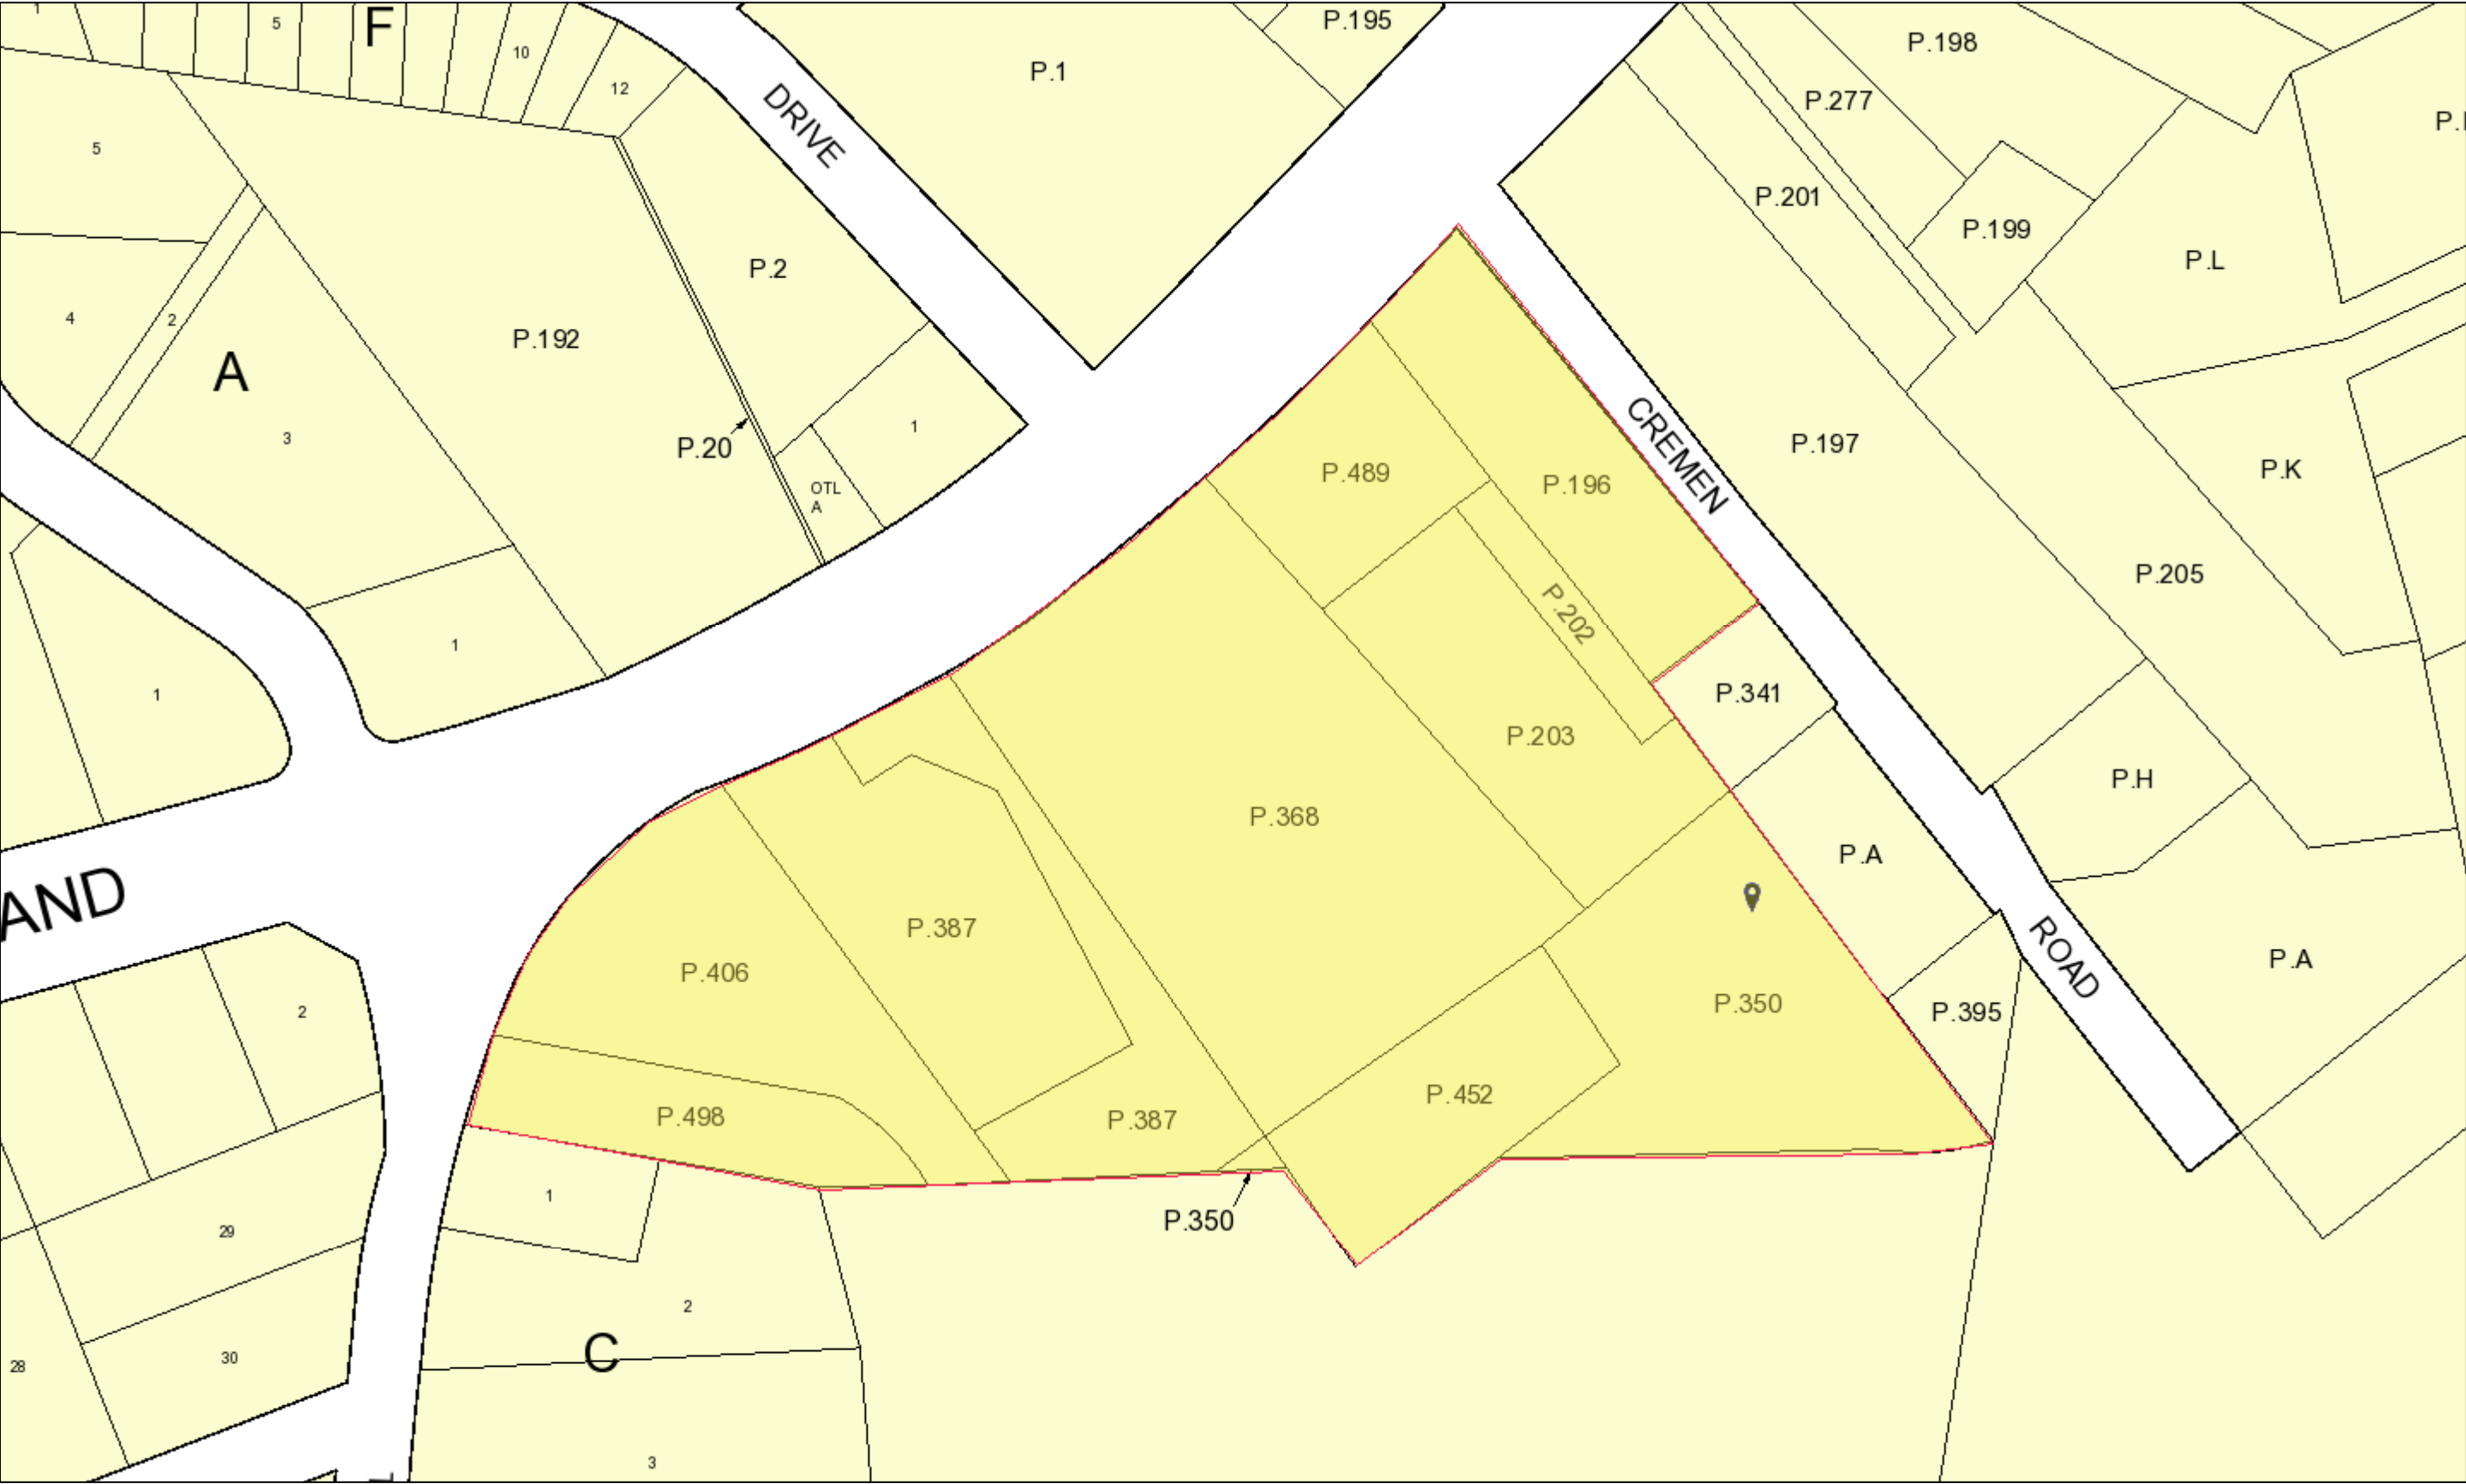 1
5
F
10
12
P.1
P.195
P.198
DRIVE
P.277
5
P.201
P.199
P.L
P.2
4
2
P.192
A
3
P.20
1
OTL
A
P.489
P.196
CREMEN
P.197
P.K
P.202
P.205
1
1
P.341
P.203
P.H
P.368
P.A
AND
P.387
P.406
ROAD
P.A
2
P.350
P.395
P.452
P.498
P.387
1
P.350
29
2
C
30
28
3